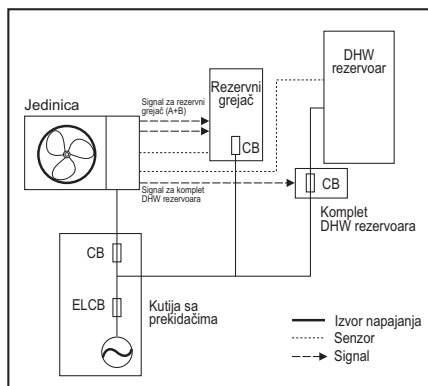 DHW
rezervoar
Rezervni
grejač
Jedinica
Signal za rezervni
grejač (A+B)
CB
Signal za komplet
DHW rezervoara
CB
Komplet
DHW rezervoara
CB
ELCB
Kutija sa
prekidačima
Izvor napajanja
Senzor
Signal